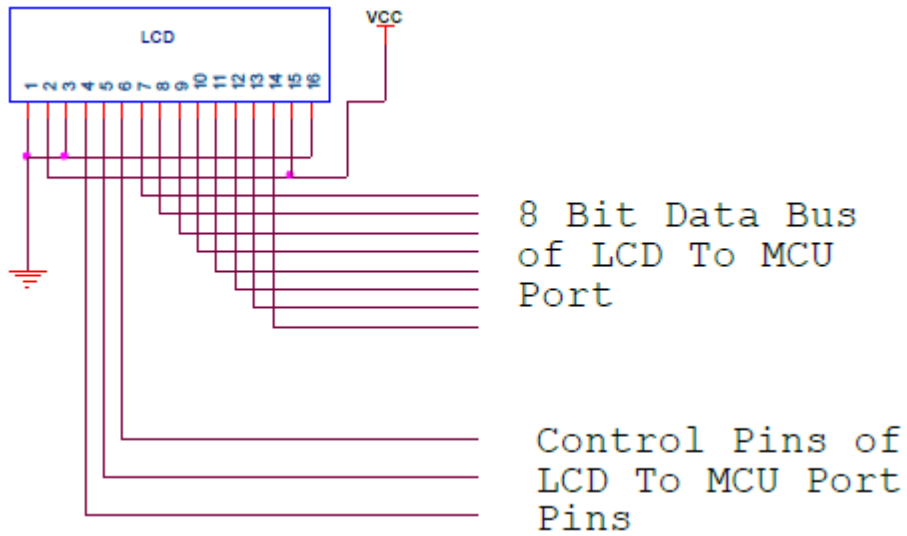 VCC
LCD
1 2 3 4 5 6 7 8 9 10 11 12 13 14 15 16
8 Bit Data Bus
of LCD To MCU
Port
Control Pins of
LCD To MCU Port
Pins